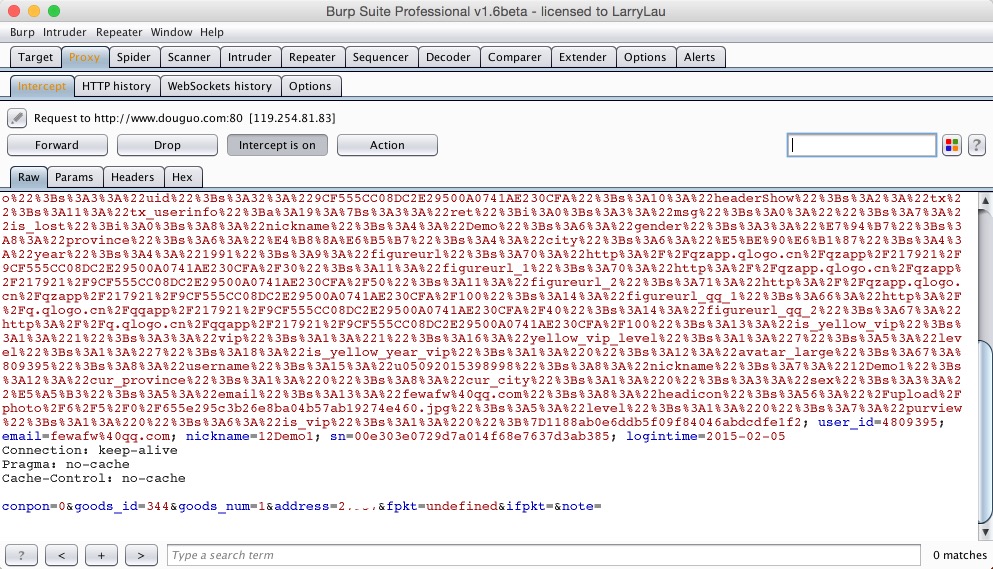 Burp Suite Professional v1.6beta - licensed to LarryLau
Burp Intruder Repeater Window Help
Target Proxy Spider Scanner Intruder Repeater Sequencer Decoder Comparer Extender Options Alerts
Intercept HTTP history WebSockets history Options
Request to http://www.douguo.com:80 [119.254.81.83]
Forward Drop Intercept is on Action ?
Raw Params Headers Hex
o%22%3Bs%3A3%3A%22uid%22%3Bs%3A32%3A%229CF555CC08DC2E29500A0741AE230CFA%22%3Bs%3A10%3A%22headerShow%22%3Bs%3A2%3A%22tx%2
2%3Bs%3A11%3A%22tx_userinfo%22%3Ba%3A19%3A%7Bs%3A3%3A%22ret%22%3Bi%3A0%3Bs%3A3%3A%22msg%22%3Bs%3A0%3A%22%22%3Bs%3A7%3A%2
2is_lost%22%3Bi%3A0%3Bs%3A8%3A%22nickname%22%3Bs%3A4%3A%22Demo%22%3Bs%3A6%3A%22gender%22%3Bs%3A3%3A%22%E7%94%B7%22%3Bs%3
A8%3A%22province%22%3Bs%3A6%3A%22%E4%B8%8A%E6%B5%B7%22%3Bs%3A4%3A%22city%22%3Bs%3A6%3A%22%E5%BE%90%E6%B1%87%22%3Bs%3A4%3
A%22year%22%3Bs%3A4%3A%221991%22%3Bs%3A9%3A%22figureurl%22%3Bs%3A70%3A%22http%3A%2F%2Fqzapp.qlogo.cn%2Fqzapp%2F217921%2F
9CF555CC08DC2E29500A0741AE230CFA%2F30%22%3Bs%3A11%3A%22figureurl_1%22%3Bs%3A70%3A%22http%3A%2F%2Fqzapp.qlogo.cn%2Fqzapp%
2F217921%2F9CF555CC08DC2E29500A0741AE230CFA%2F50%22%3Bs%3A11%3A%22figureurl_2%22%3Bs%3A71%3A%22http%3A%2F%2Fqzapp.qlogo.
cn%2Fqzapp%2F217921%2F9CF555CC08DC2E29500A0741AE230CFA%2F100%22%3Bs%3A14%3A%22figureurl_qq_1%22%3Bs%3A66%3A%22http%3A%2F
%2Fq.qlogo.cn%2Fqqapp%2F217921%2F9CF555CC08DC2E29500A0741AE230CFA%2F40%22%3Bs%3A14%3A%22figureurl_qq_2%22%3Bs%3A67%3A%22
http%3A%2F%2Fq.qlogo.cn%2Fqqapp%2F217921%2F9CF555CC08DC2E29500A0741AE230CFA%2F100%22%3Bs%3A13%3A%22is_yellow_vip%22%3Bs%
3A1%3A%221%22%3Bs%3A3%3A%22vip%22%3Bs%3A1%3A%221%22%3Bs%3A16%3A%22yellow_vip_level%22%3Bs%3A1%3A%227%22%3Bs%3A5%3A%22lev
el%22%3Bs%3A1%3A%227%22%3Bs%3A18%3A%22is_yellow_year_vip%22%3Bs%3A1%3A%220%22%3Bs%3A12%3A%22avatar_large%22%3Bs%3A67%3A%
809395%22%3Bs%3A8%3A%22username%22%3Bs%3A15%3A%22u05092015398998%22%3Bs%3A8%3A%22nickname%22%3Bs%3A7%3A%2212Demo1%22%3Bs
%3A12%3A%22cur_province%22%3Bs%3A1%3A%220%22%3Bs%3A8%3A%22cur_city%22%3Bs%3A1%3A%220%22%3Bs%3A3%3A%22sex%22%3Bs%3A3%3A%2
2%E5%A5%B3%22%3Bs%3A5%3A%22email%22%3Bs%3A13%3A%22fewafw%40qq.com%22%3Bs%3A8%3A%22headicon%22%3Bs%3A56%3A%22%2Fupload%2F
photo%2F6%2F5%2F0%2F655e295c3b26e8ba04b57ab19274e460.jpg%22%3Bs%3A5%3A%22level%22%3Bs%3A1%3A%220%22%3Bs%3A7%3A%22purview
%22%3Bs%3A1%3A%220%22%3Bs%3A6%3A%22is_vip%22%3Bs%3A1%3A%220%22%3B%7D1188ab0e6ddb5f09f84046abdcdfe1f2; user_id=4809395;
email=fewafw%40qq.com; nickname=12Demo1; sn=00e303e0729d7a014f68e7637d3ab385; logintime=2015-02-05
Connection: keep-alive
Pragma: no-cache
Cache-Control: no-cache
conpon=0&goods_id=344&goods_num=1&address=2&fpkt=undefined&ifpkt=&note=
? < + > Type a search term 0 matches